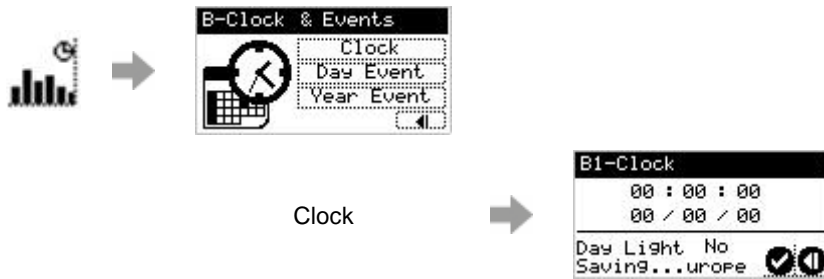 B-Clock & Events
Clock
Day Event
Year Event
Clock
B1-Clock
00 : 00 : 00
00 / 00 / 00
Day Light No
Saving...urope